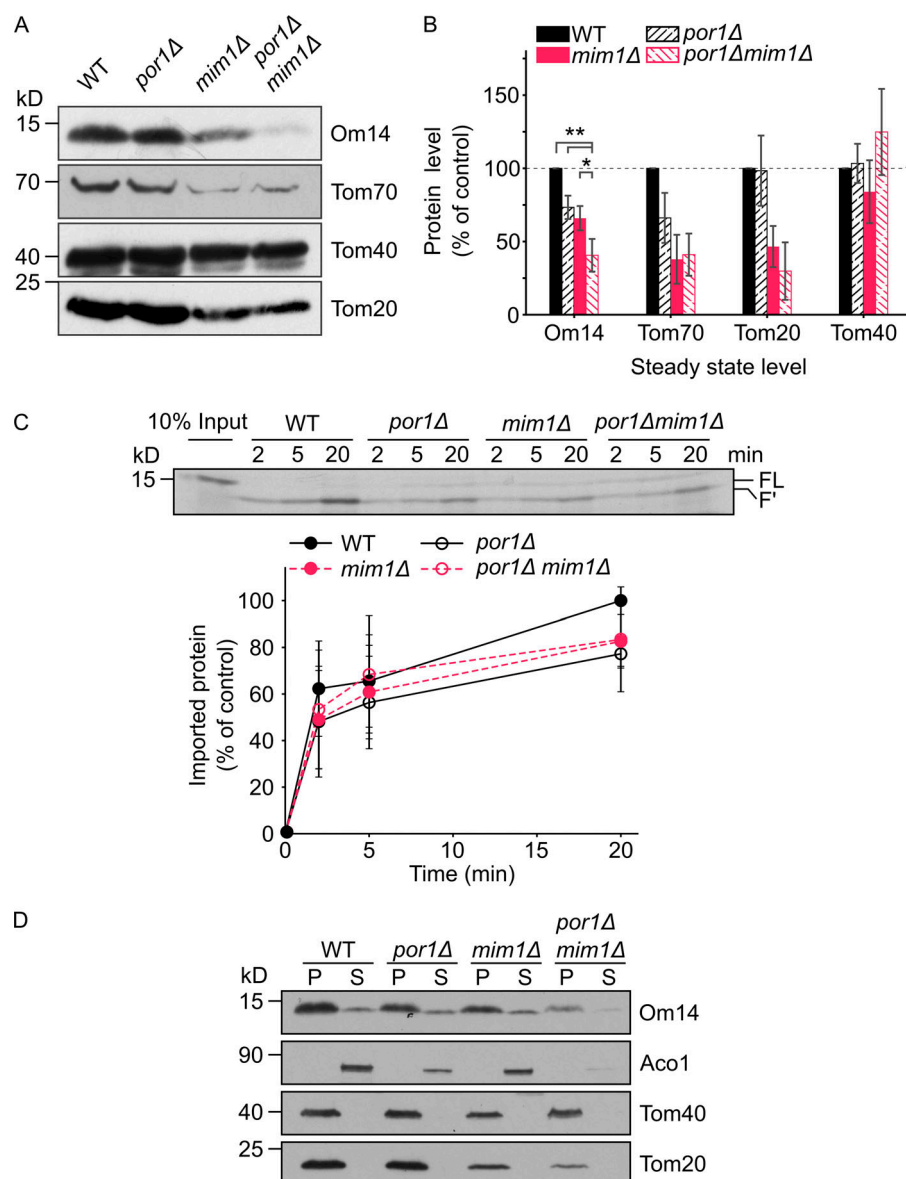 A
WT
por1Δ
mim1Δ
por1Δ
mim1Δ
kD
15
Om14
70
Tom70
40
Tom40
25
Tom20
B
WT
por1Δ
mim1Δ
por1Δmim1Δ
Protein level
(% of control)
150
100
50
0
**
*
Om14 Tom70 Tom20 Tom40
Steady state level
C
10% Input WT por1Δ mim1Δ por1Δmim1Δ
kD 2 5 20 2 5 20 2 5 20 2 5 20 min
15
FL
F'
WT
por1Δ
mim1Δ
por1Δ mim1Δ
Imported protein
(% of control)
100
80
60
40
20
0
0 5 10 15 20
Time (min)
D
WT por1Δ mim1Δ por1Δ
mim1Δ
kD P S P S P S P S
15
Om14
90
Aco1
40
Tom40
25
Tom20